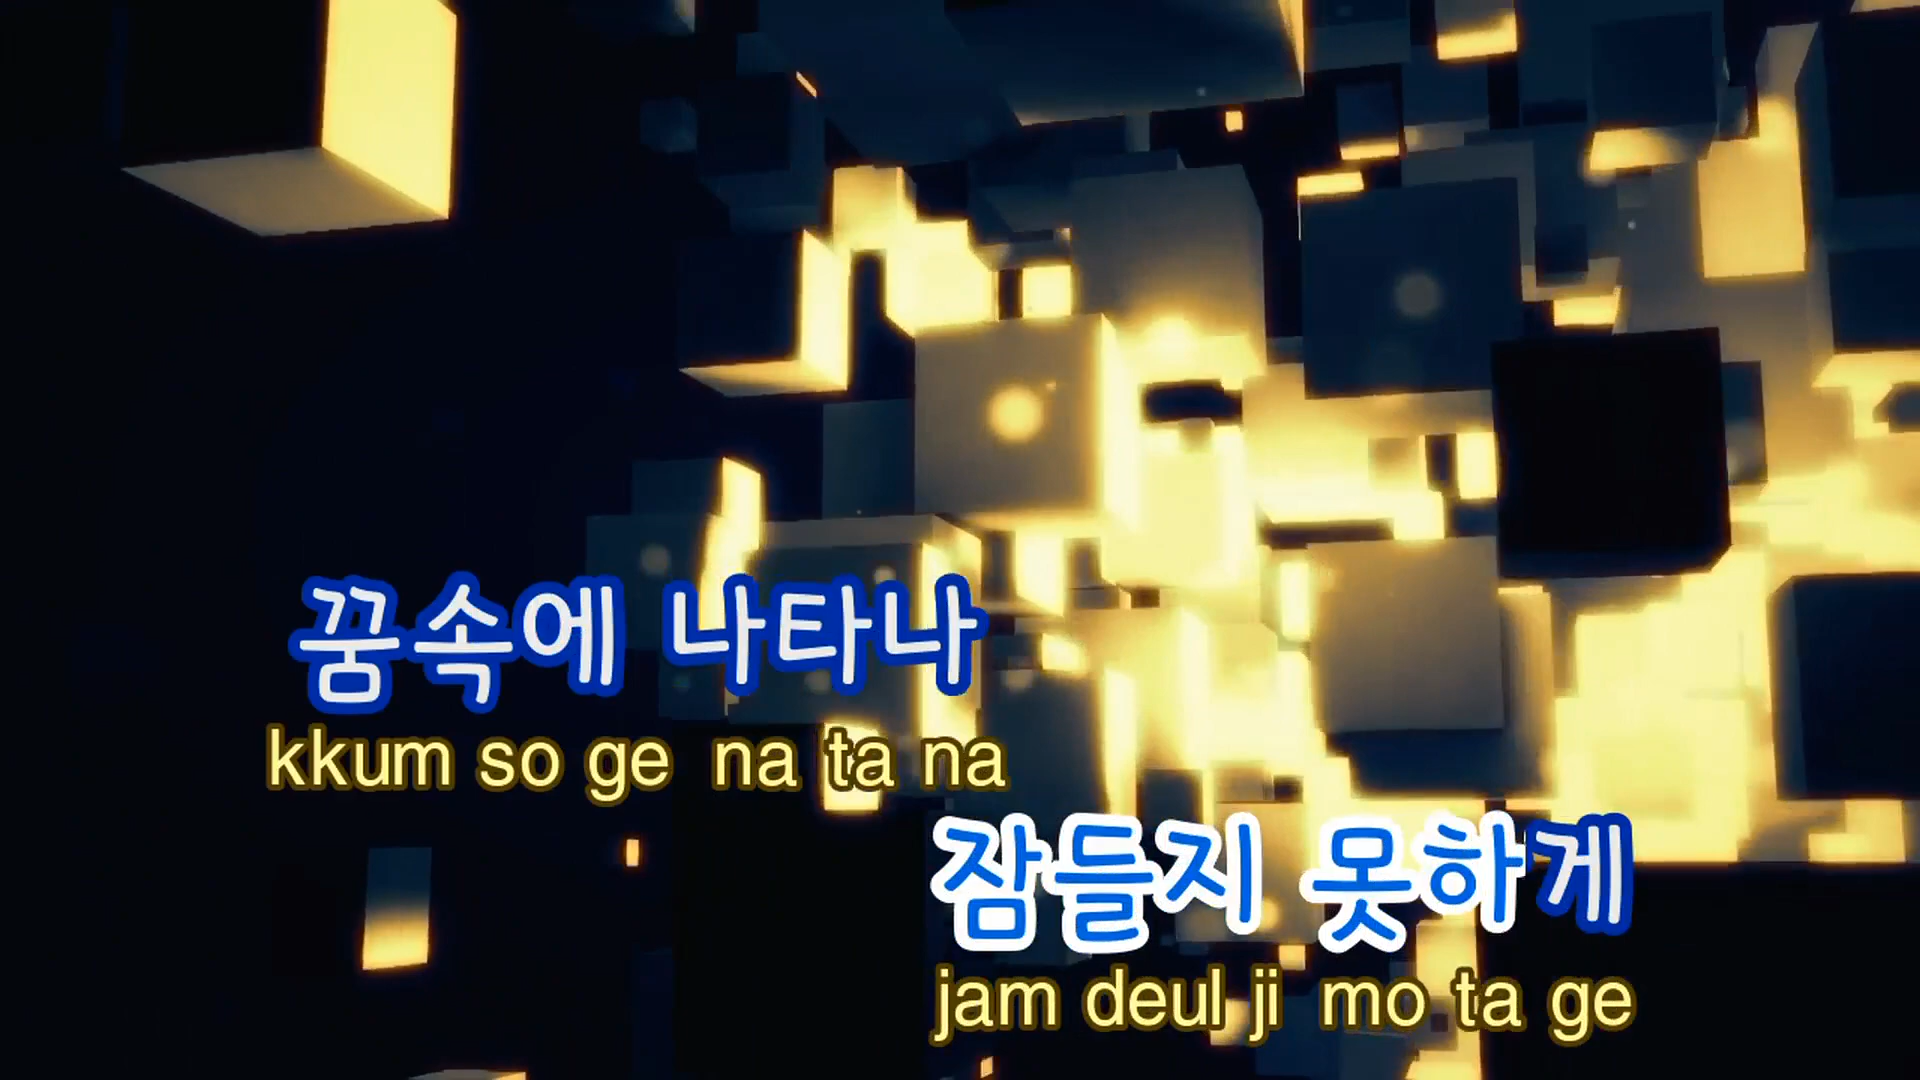 꿈속에 나타나
kkum so ge na ta na
잠들지 못하게
jam deul ji mo ta ge